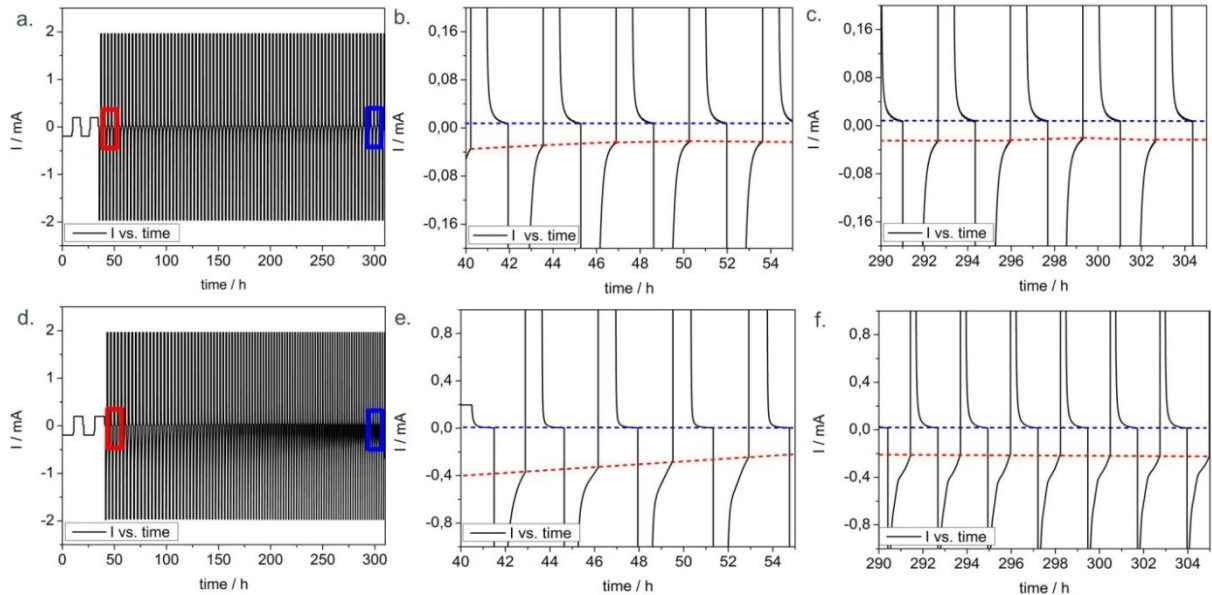 a.
I / mA
2
1
0
-1
-2
I vs. time
0 50 100 150 200 250 300
time / h
b.
I / mA
0,16
0,08
0,00
-0,08
-0,16
I vs. time
40 42 44 46 48 50 52 54
time / h
c.
I / mA
0,16
0,08
0,00
-0,08
-0,16
I vs. time
290 292 294 296 298 300 302 304
time / h
d.
I / mA
2
1
0
-1
-2
I vs. time
0 50 100 150 200 250 300
time / h
e.
I / mA
0,8
0,4
0,0
-0,4
-0,8
I vs. time
40 42 44 46 48 50 52 54
time / h
f.
I / mA
0,8
0,4
0,0
-0,4
-0,8
I vs. time
290 292 294 296 298 300 302 304
time / h